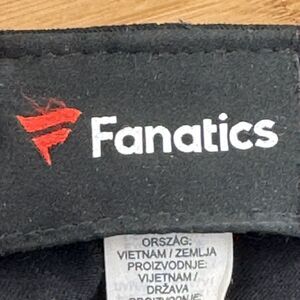 Fanatics
ORSZÁG:
VIETNAM / ZEMLJA
PROIZVODNJE:
VIJETNAM /
DRŽAVA